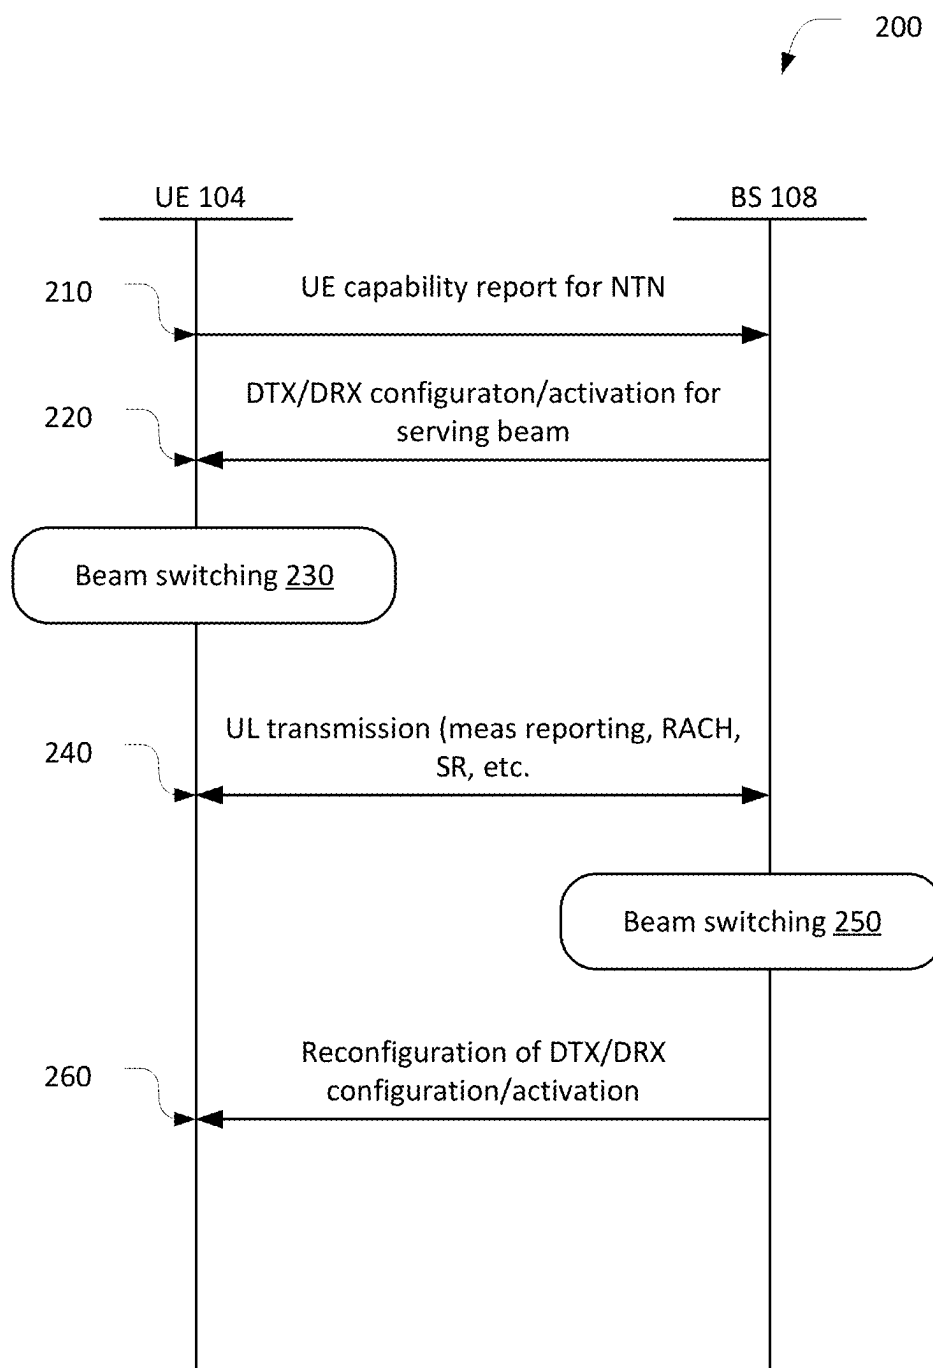 200
UE 104
BS 108
210
UE capability report for NTN
DTX/DRX configuraton/activation for
220
serving beam
Beam switching 230
UL transmission (meas reporting, RACH,
240
SR, etc.
Beam switching 250
Reconfiguration of DTX/DRX
260
configuration/activation